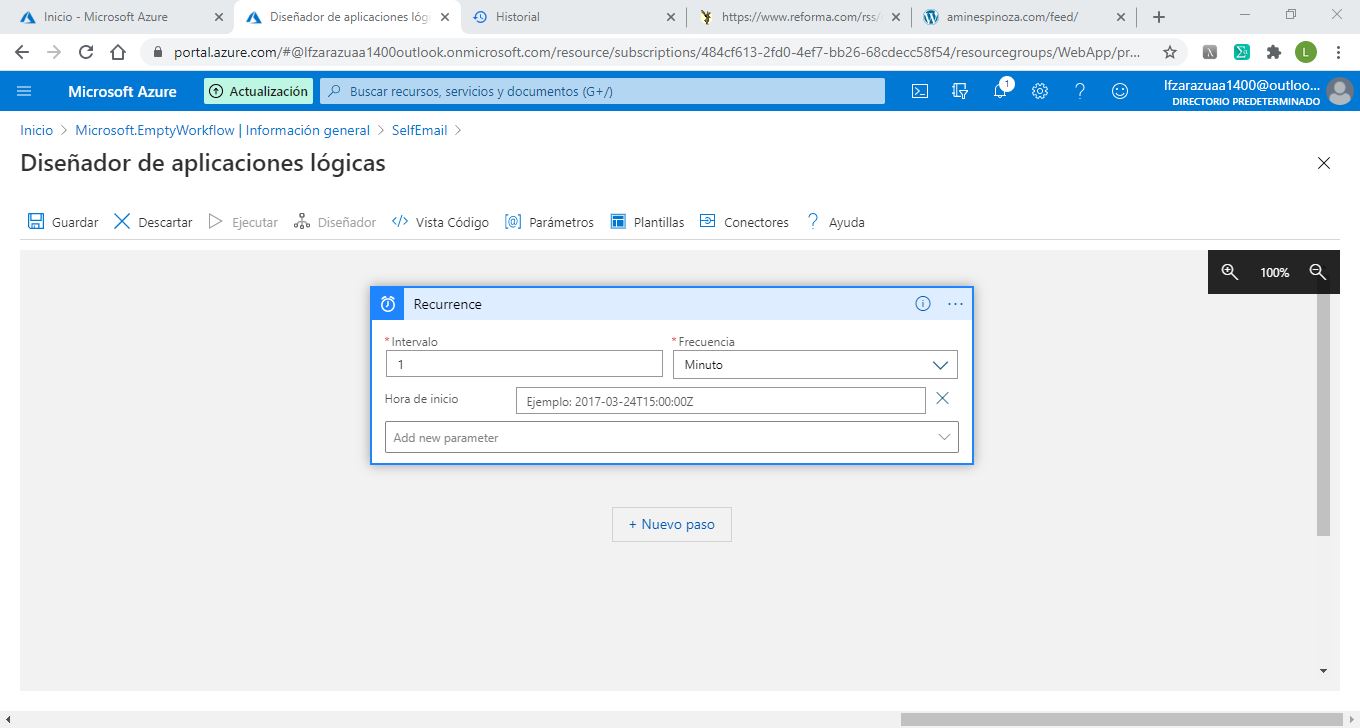 Inicio - Microsoft Azure
Diseñador de aplicaciones lóg
Historial
https://www.reforma.com/rss/
aminespinoza.com/feed/
portal.azure.com/#@lfzarazuaa1400outlook.onmicrosoft.com/resource/subscriptions/484cf613-2fd0-4ef7-bb26-68cdecc58f54/resourcegroups/WebApp/pr...
L
Microsoft Azure
Actualización
Buscar recursos, servicios y documentos (G+/)
1
lfzarazuaa1400@outloo...
DIRECTORIO PREDETERMINADO
Inicio > Microsoft.EmptyWorkflow | Información general > SelfEmail >
Diseñador de aplicaciones lógicas
Guardar
Descartar
Ejecutar
Diseñador
Vista Código
Parámetros
Plantillas
Conectores
Ayuda
100%
Recurrence
* Intervalo
* Frecuencia
1
Minuto
Hora de inicio
Ejemplo: 2017-03-24T15:00:00Z
Add new parameter
+ Nuevo paso